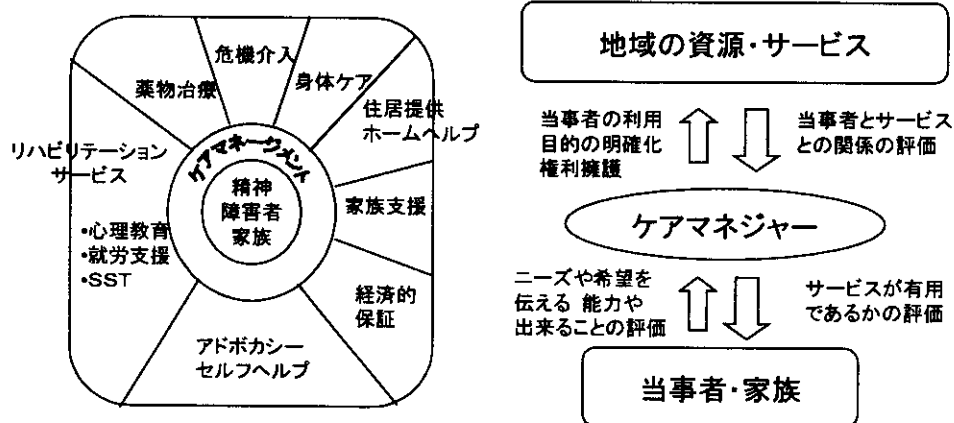 危機介入
薬物治療
身体ケア
住居提供
ホームヘルプ
リハビリテーション
サービス
ケアマネージメント
精神
障害者
家族
家族支援
•心理教育
•就労支援
•SST
経済的
保証
アドボカシー
セルフヘルプ
地域の資源・サービス
当事者の利用
目的の明確化
権利擁護
当事者とサービス
との関係の評価
ケアマネジャー
ニーズや希望を
伝える 能力や
出来ることの評価
サービスが有用
であるかの評価
当事者・家族